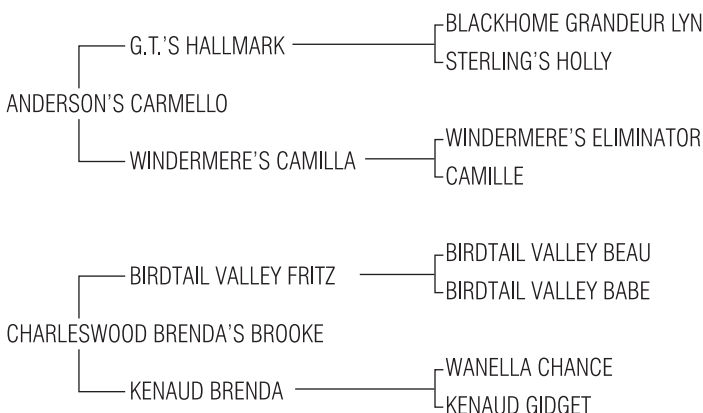 BLACKHOME GRANDEUR LYN
G.T.'S HALLMARK
STERLING'S HOLLY
ANDERSON'S CARMELLO
WINDERMERE'S ELIMINATOR
WINDERMERE'S CAMILLA
CAMILLE
BIRDTAIL VALLEY BEAU
BIRDTAIL VALLEY FRITZ
BIRDTAIL VALLEY BABE
CHARLESWOOD BRENDA'S BROOKE
WANELLA CHANCE
KENAUD BRENDA
KENAUD GIDGET